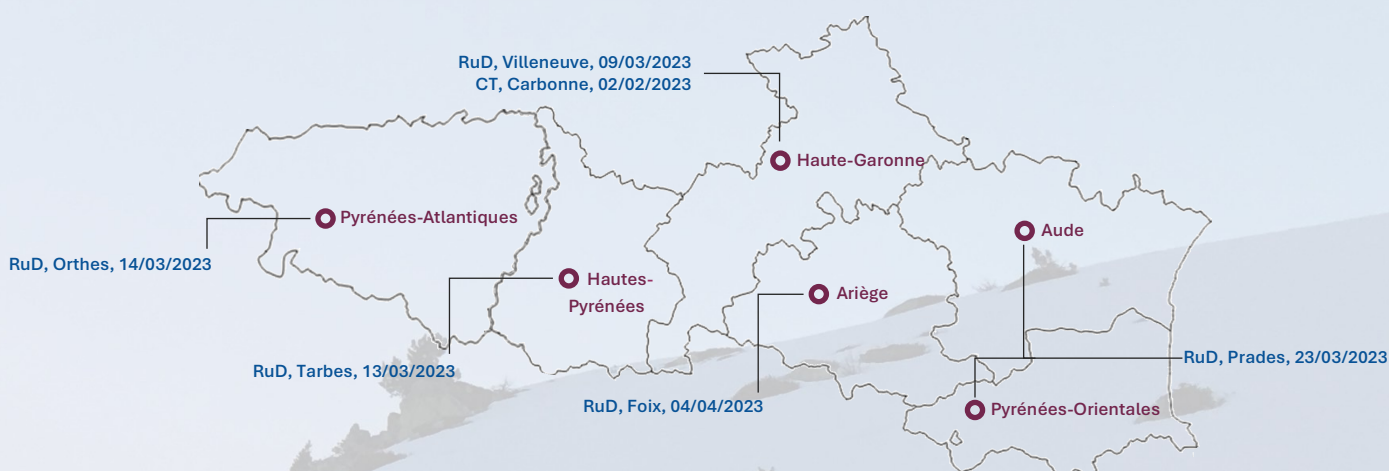 RuD, Villeneuve, 09/03/2023
CT, Carbonne, 02/02/2023
Haute-Garonne
Pyrénées-Atlantiques
Aude
RuD, Orthes, 14/03/2023
Hautes-
Pyrénées
Ariège
RuD, Tarbes, 13/03/2023
RuD, Prades, 23/03/2023
RuD, Foix, 04/04/2023
Pyrénées-Orientales